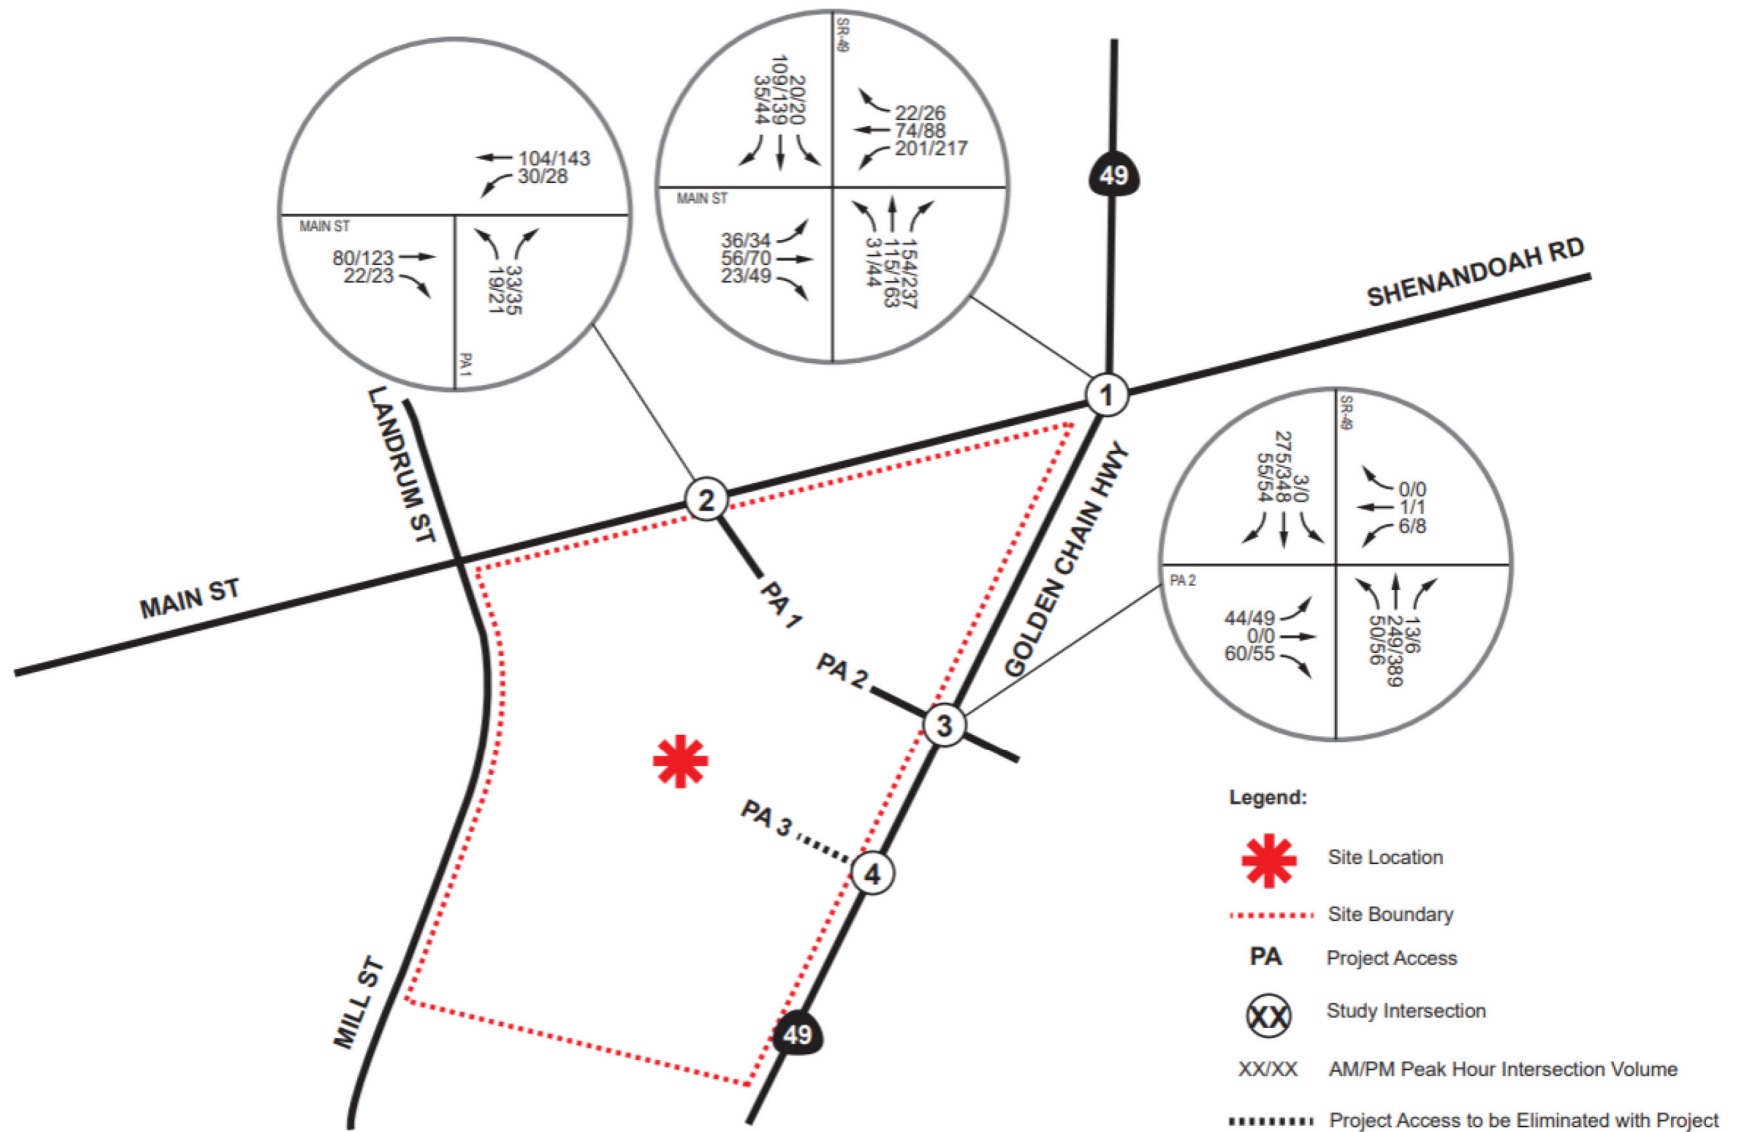 104/143
30/28
MAIN ST
80/123
22/23
19/21
33/35
PA 1
SR-49
35/44
109/139
20/20
22/26
74/88
201/217
MAIN ST
36/34
56/70
23/49
31/44
115/163
154/237
49
SHENANDOAH RD
1
SR-49
55/54
275/348
3/0
0/0
1/1
6/8
PA 2
44/49
0/0
60/55
50/56
249/389
13/6
LANDRUM ST
2
GOLDEN CHAIN HWY
MAIN ST
PA 1
PA 2
3
PA 3
4
MILL ST
49
Legend:
Site Location
Site Boundary
PA Project Access
XX Study Intersection
XX/XX AM/PM Peak Hour Intersection Volume
Project Access to be Eliminated with Project